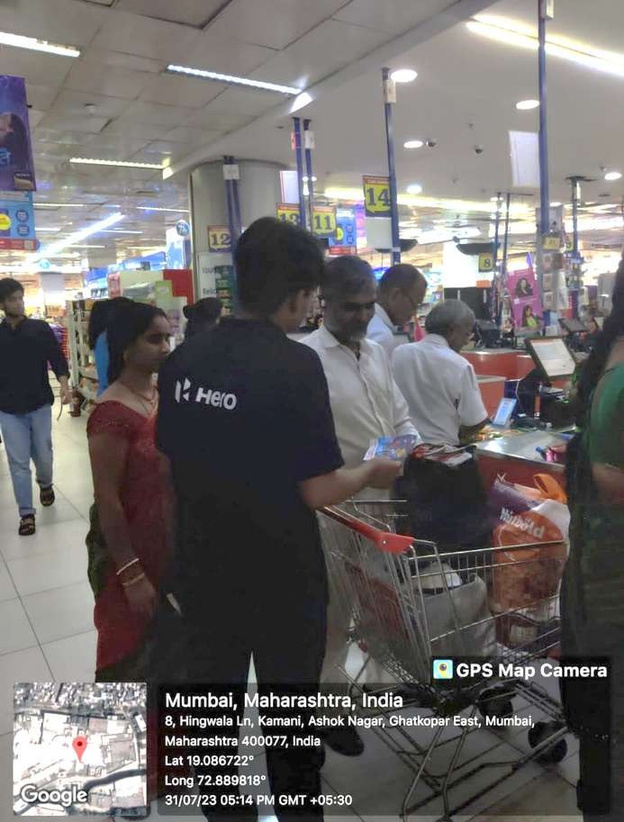 12
13
11
14
8
Hero
GPS Map Camera
Mumbai, Maharashtra, India
8, Hingwala Ln, Kamani, Ashok Nagar, Ghatkopar East, Mumbai,
Maharashtra 400077, India
Lat 19.086722°
Long 72.889818°
31/07/23 05:14 PM GMT +05:30
Google